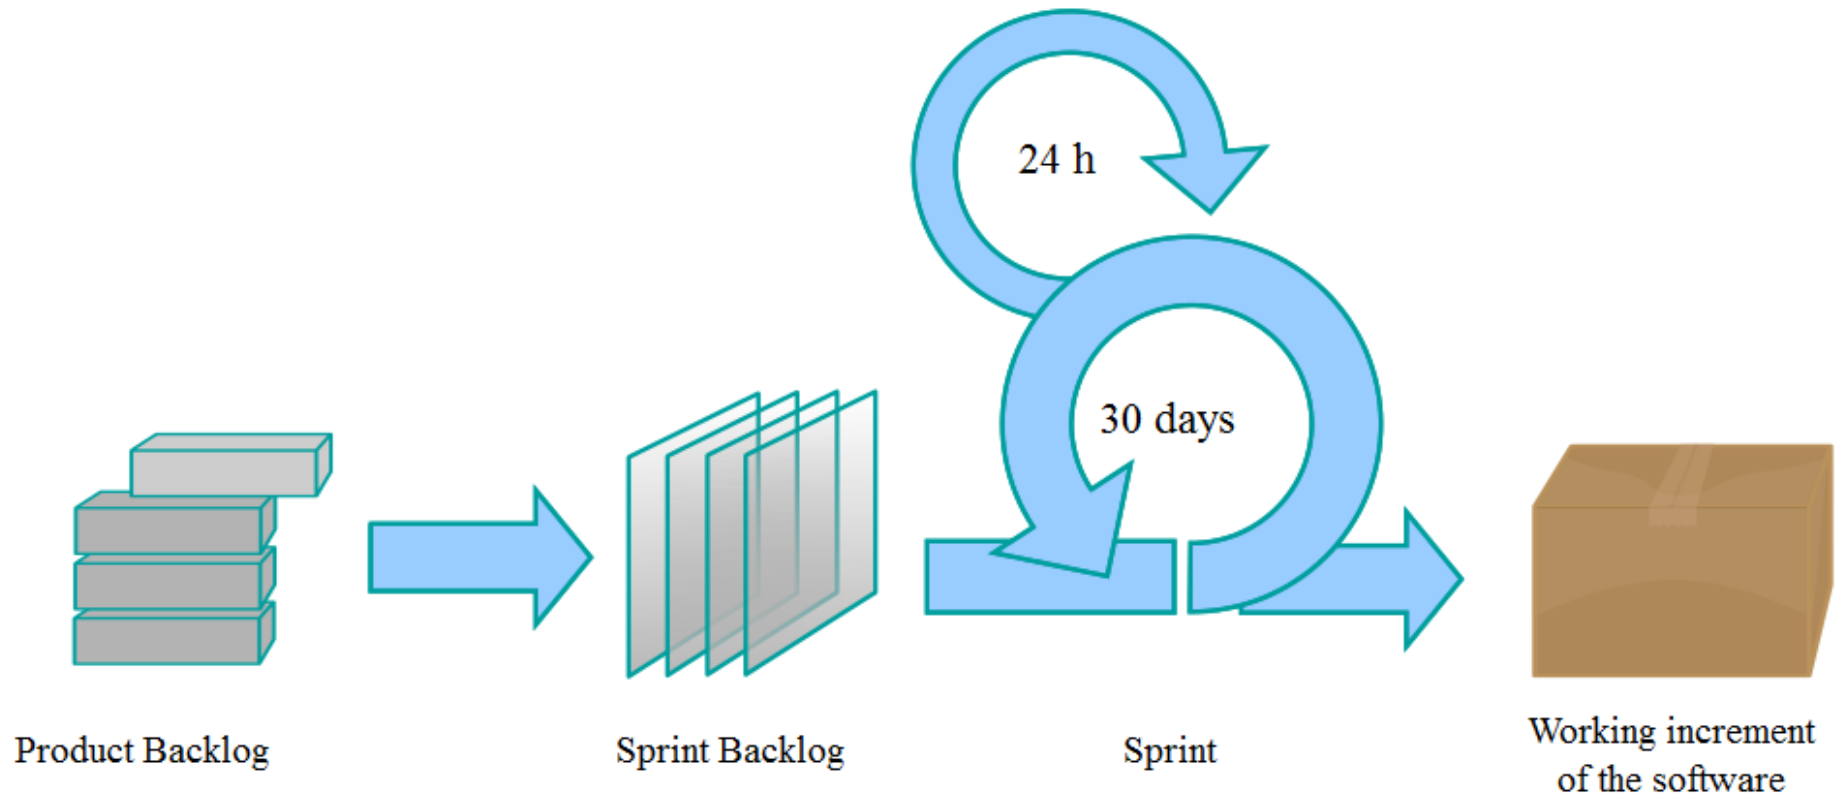 24 h
30 days
Product Backlog
Sprint Backlog
Sprint
Working increment
of the software